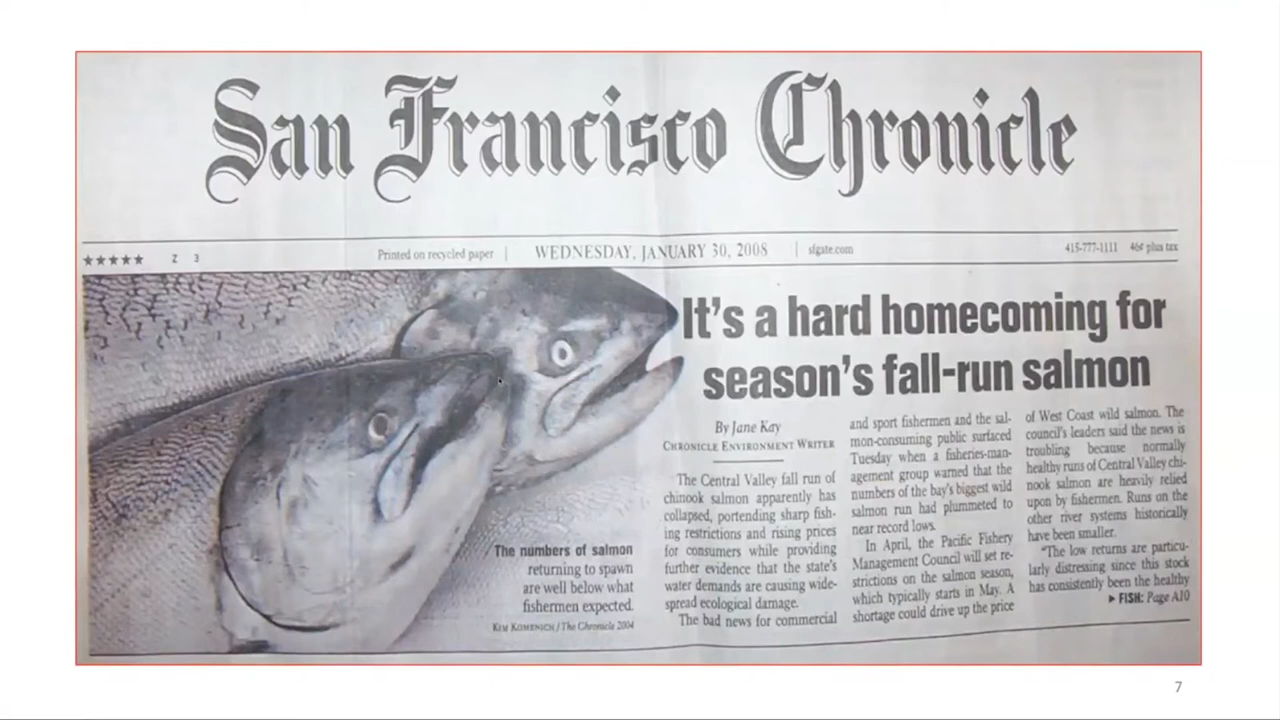 San Francisco Chronicle
★★★★★ Z 3
Printed on recycled paper | WEDNESDAY, JANUARY 30, 2008 | sfgate.com
415-777-1111 46¢ plus tax
It's a hard homecoming for
season's fall-run salmon
By Jane Kay
CHRONICLE ENVIRONMENT WRITER
The Central Valley fall run of
chinook salmon apparently has
collapsed, portending sharp fish-
ing restrictions and rising prices
for consumers while providing
further evidence that the state's
water demands are causing wide-
spread ecological damage.
The bad news for commercial
and sport fishermen and the sal-
mon-consuming public surfaced
Tuesday when a fisheries-man-
agement group warned that the
numbers of the bay's biggest wild
salmon run had plummeted to
near record lows.
In April, the Pacific Fishery
Management Council will set re-
strictions on the salmon season,
which typically starts in May. A
shortage could drive up the price
of West Coast wild salmon. The
council's leaders said the news is
troubling because normally
healthy runs of Central Valley chi-
nook salmon are heavily relied
upon by fishermen. Runs on the
other river systems historically
have been smaller.
"The low returns are particu-
larly distressing since this stock
has consistently been the healthy
▶ FISH: Page A10
The numbers of salmon
returning to spawn
are well below what
fishermen expected.
KIM KOMENICH / The Chronicle 2004
7